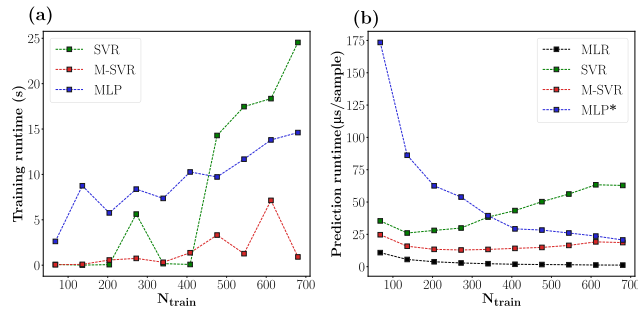 (a)
SVR
M-SVR
MLP
25
20
15
10
5
0
Training runtime (s)
100 200 300 400 500 600 700
N_train
(b)
MLR
SVR
M-SVR
MLP*
175
150
125
100
75
50
25
0
Prediction runtime(µs/sample)
100 200 300 400 500 600 700
N_train